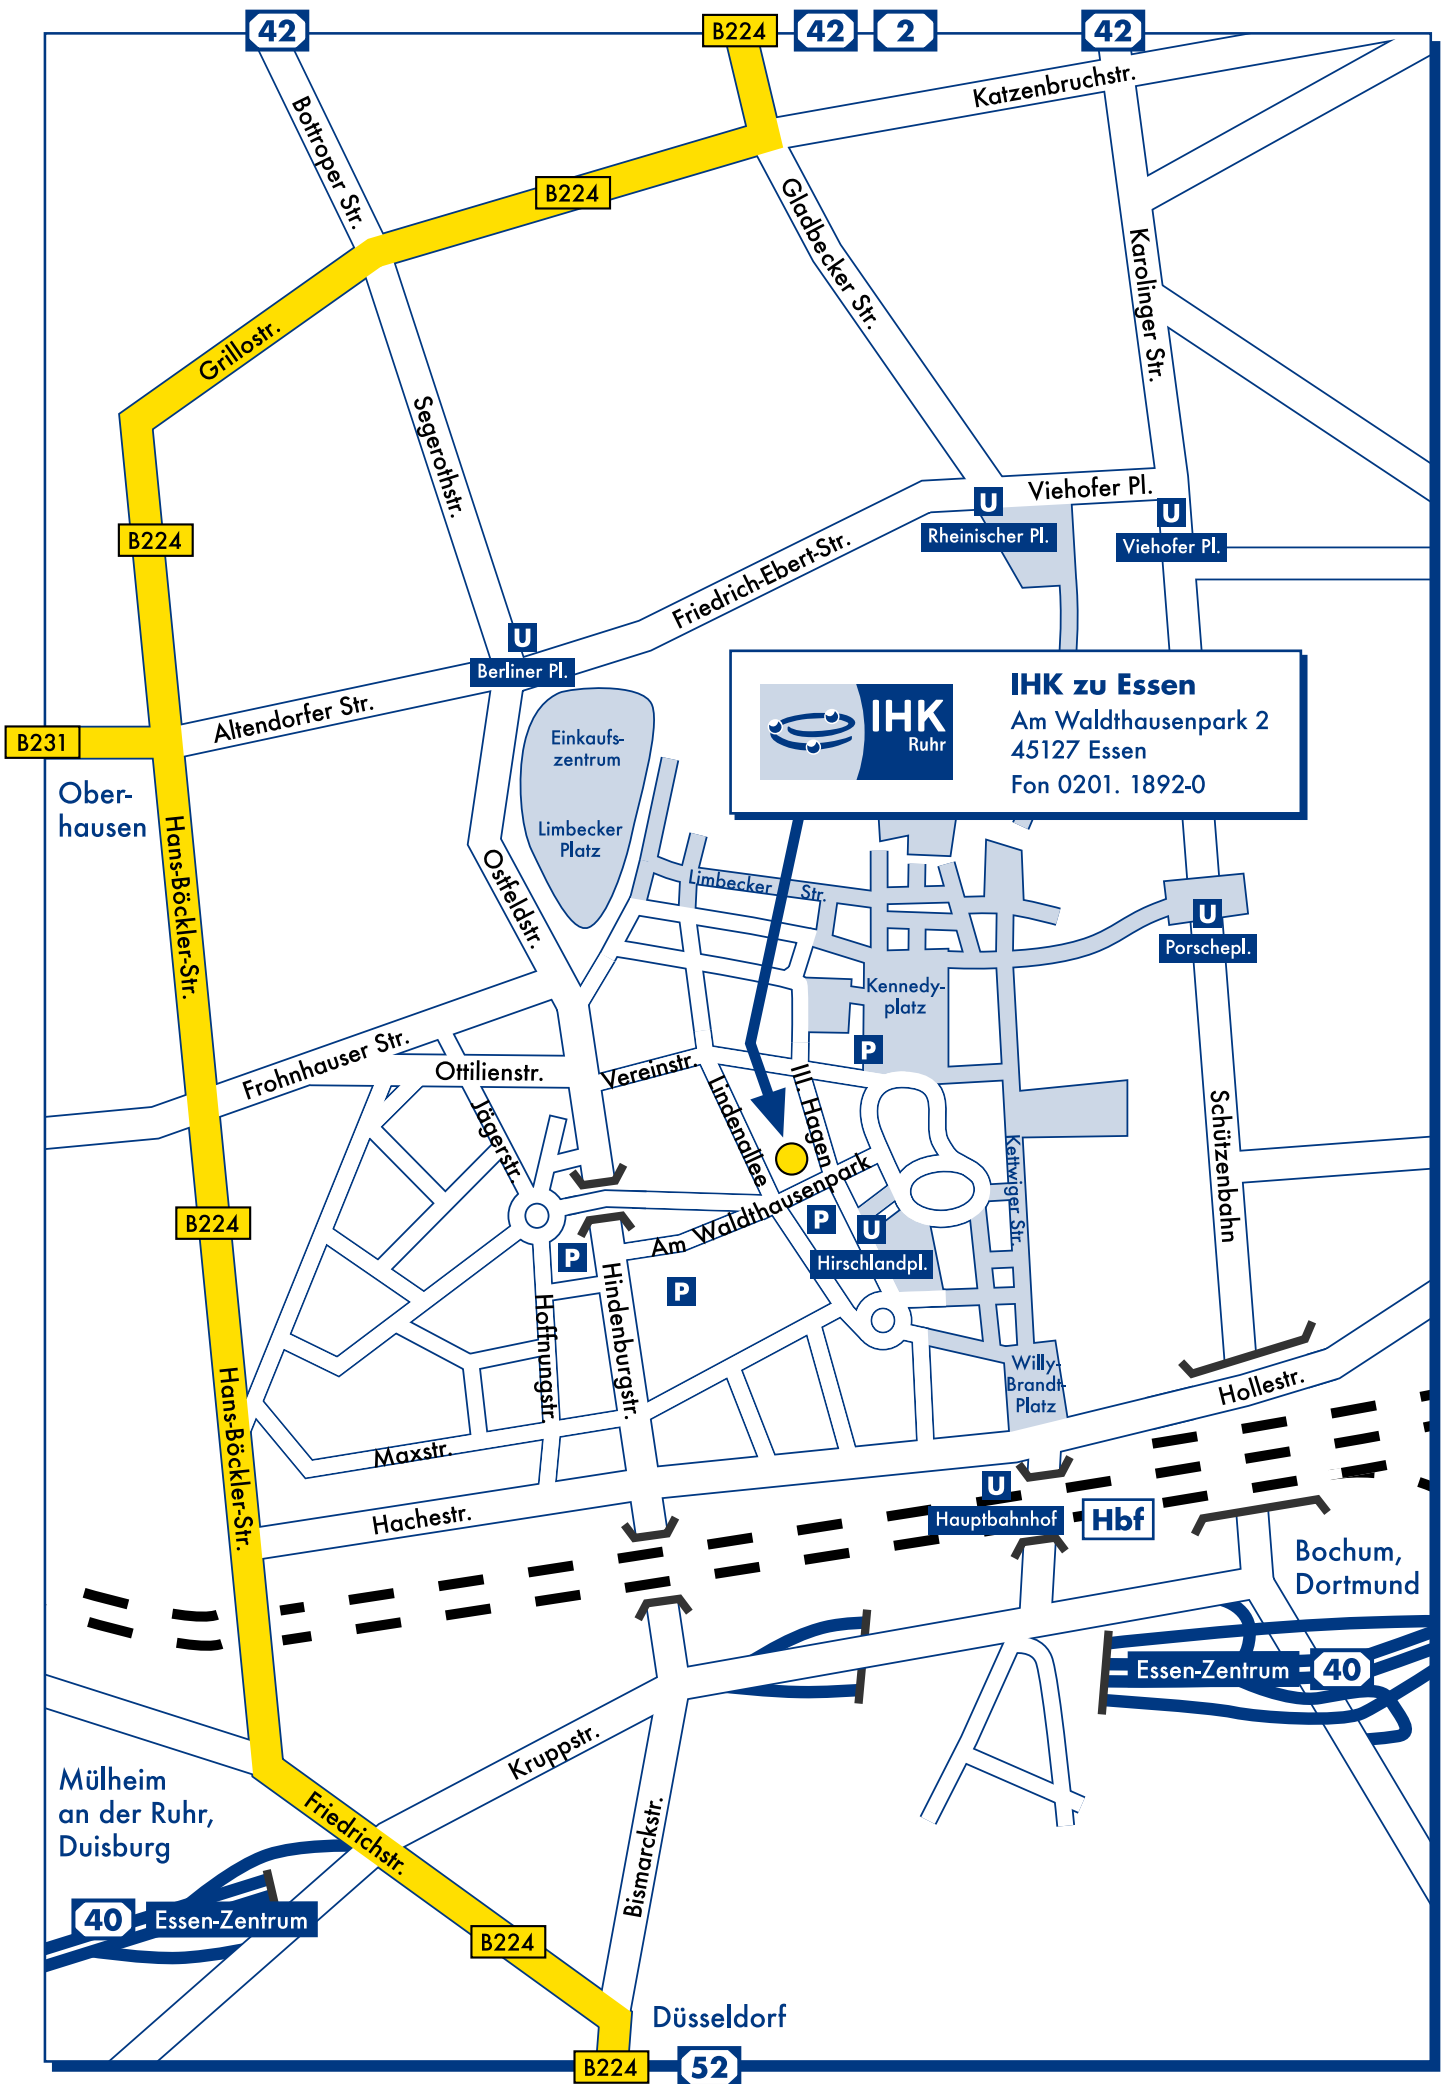 42
B224
42
2
42
Katzenbruchstr.
Bottroper Str.
B224
Gladbecker Str.
Karolinger Str.
Grillostr.
Segerothstr.
Viehofer Pl.
U
U
Rheinischer Pl.
Viehofer Pl.
B224
Friedrich-Ebert-Str.
U
Berliner Pl.
IHK
Ruhr
IHK zu Essen
Am Waldthausenpark 2
45127 Essen
Fon 0201. 1892-0
Altendorfer Str.
B231
Einkaufs-
zentrum
Ober-
hausen
Limbecker
Platz
Hans-Böckler-Str.
Ostfeldstr.
Limbecker Str.
U
Porschepl.
Kennedy-
platz
P
Frohnhauser Str.
Ottilienstr.
Vereinstr.
Lindenallee
III. Hagen
Jägerstr.
Schützenbahn
Kettwiger Str.
B224
Am Waldthausenpark
P
U
Hirschlandpl.
P
P
Hoffnungstr.
Hindenburgstr.
Willy-
Brandt-
Platz
Hollestr.
Hans-Böckler-Str.
Maxstr.
Hachestr.
U
Hauptbahnhof
Hbf
Bochum,
Dortmund
Essen-Zentrum
40
Kruppstr.
Mülheim
an der Ruhr,
Duisburg
Friedrichstr.
Bismarckstr.
40
Essen-Zentrum
B224
Düsseldorf
B224
52